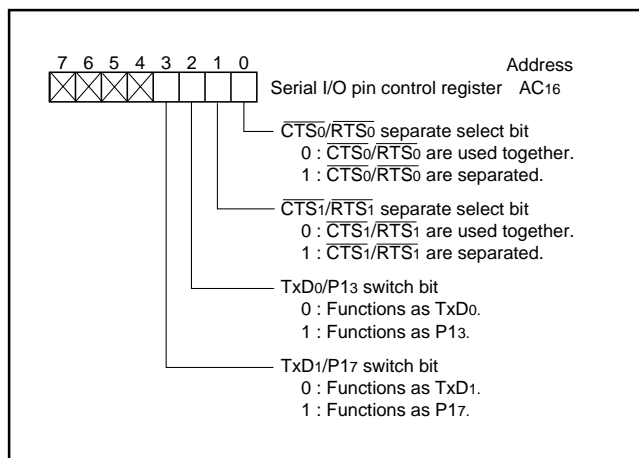 7 6 5 4 3 2 1 0
Address
Serial I/O pin control register AC16
CTS0/RTS0 separate select bit
0 : CTS0/RTS0 are used together.
1 : CTS0/RTS0 are separated.
CTS1/RTS1 separate select bit
0 : CTS1/RTS1 are used together.
1 : CTS1/RTS1 are separated.
TxD0/P13 switch bit
0 : Functions as TxD0.
1 : Functions as P13.
TxD1/P17 switch bit
0 : Functions as TxD1.
1 : Functions as P17.